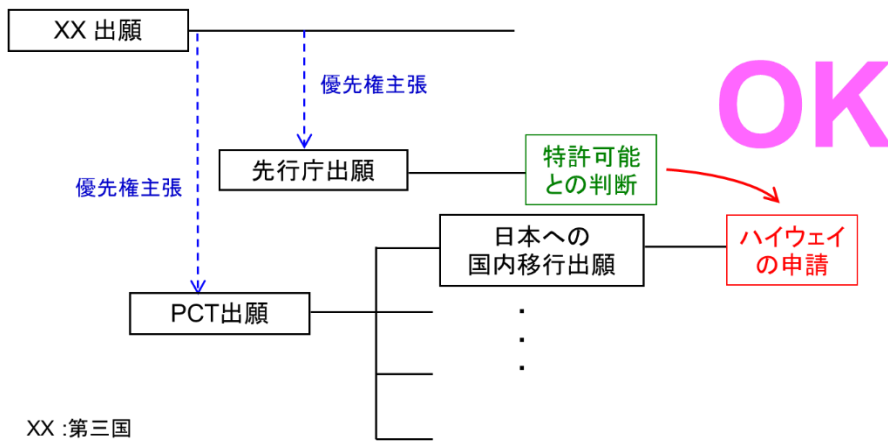 XX 出願
OK
優先権主張
優先権主張
先行庁出願
特許可能
との判断
日本への
国内移行出願
ハイウェイ
の申請
PCT出願
・
・
・
XX :第三国